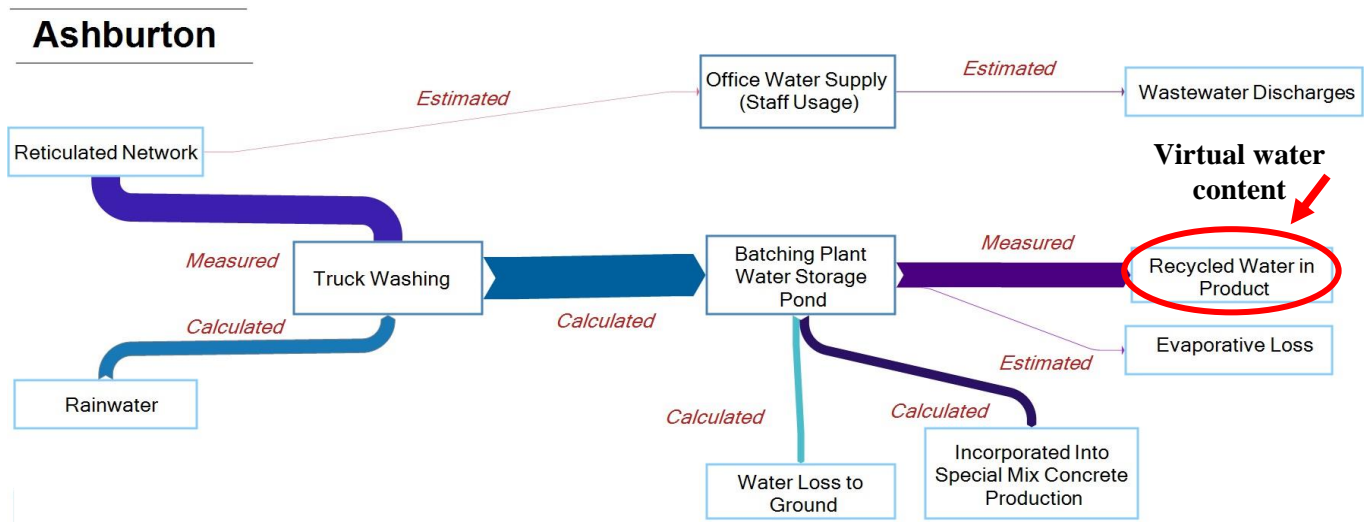 Ashburton
Estimated
Office Water Supply
(Staff Usage)
Estimated
Wastewater Discharges
Reticulated Network
Virtual water
content
Measured
Truck Washing
Calculated
Batching Plant
Water Storage
Pond
Measured
Recycled Water in
Product
Calculated
Rainwater
Evaporative Loss
Estimated
Calculated
Water Loss to
Ground
Calculated
Incorporated Into
Special Mix Concrete
Production